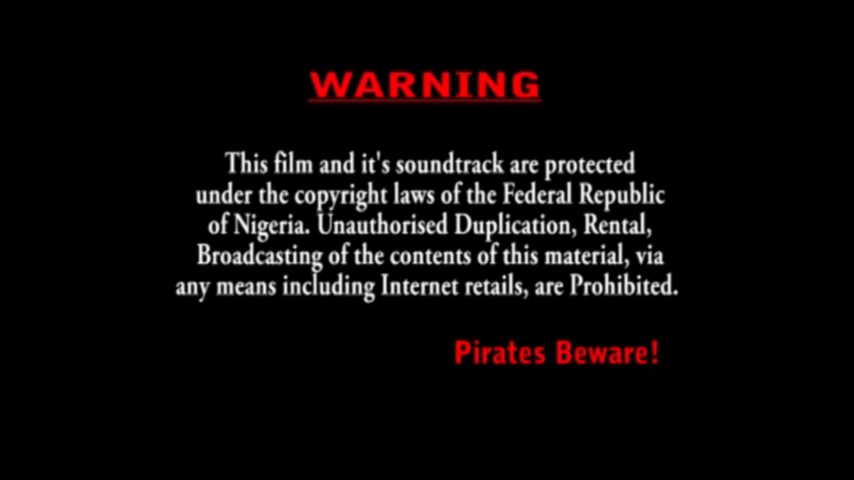 WARNING
This film and it's soundtrack are protected
under the copyright laws of the Federal Republic
of Nigeria. Unauthorised Duplication, Rental,
Broadcasting of the contents of this material, via
any means including Internet retails, are Prohibited.
Pirates Beware!